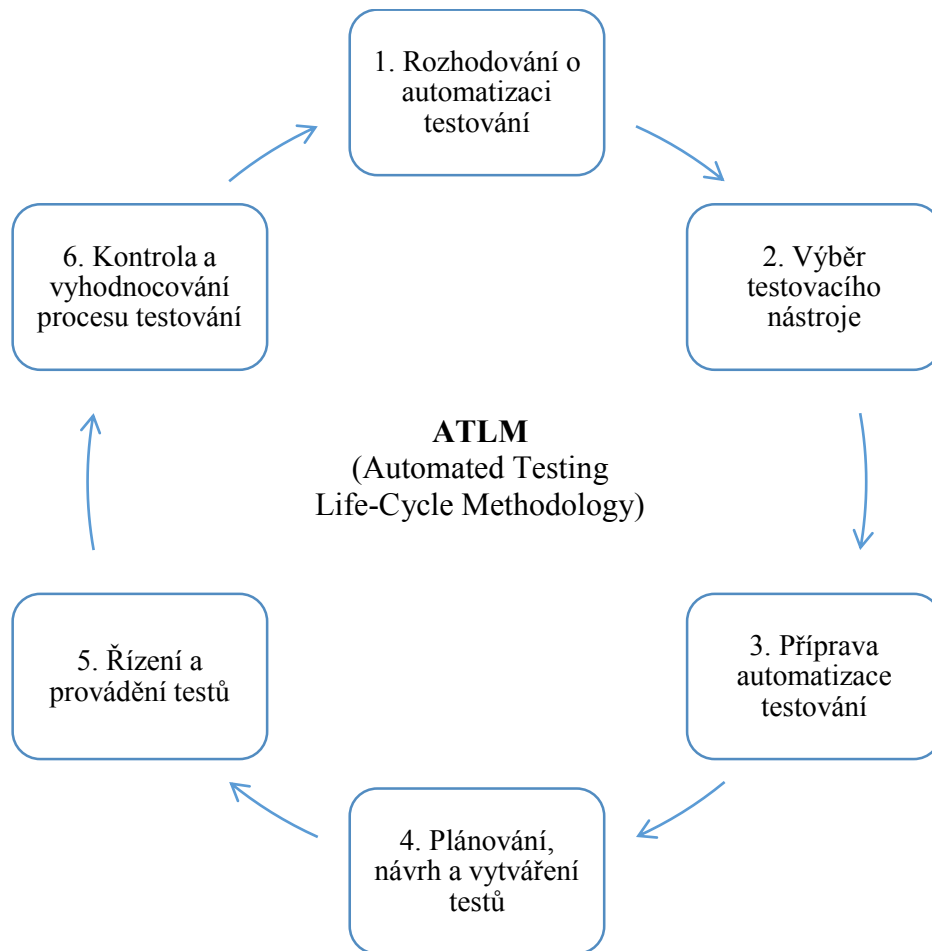 1. Rozhodování o
automatizaci
testování
2. Výběr
testovacího
nástroje
3. Příprava
automatizace
testování
4. Plánování,
návrh a vytváření
testů
5. Řízení a
provádění testů
6. Kontrola a
vyhodnocování
procesu testování
ATLM
(Automated Testing
Life-Cycle Methodology)